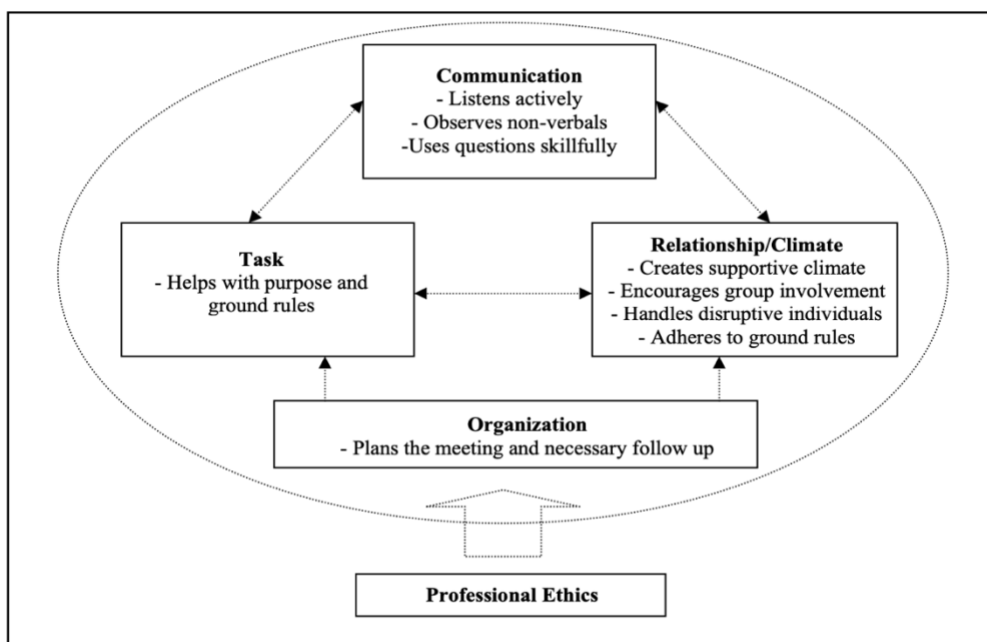 Communication
- Listens actively
- Observes non-verbals
-Uses questions skillfully
Task
- Helps with purpose and
ground rules
Relationship/Climate
- Creates supportive climate
- Encourages group involvement
- Handles disruptive individuals
- Adheres to ground rules
Organization
- Plans the meeting and necessary follow up
Professional Ethics